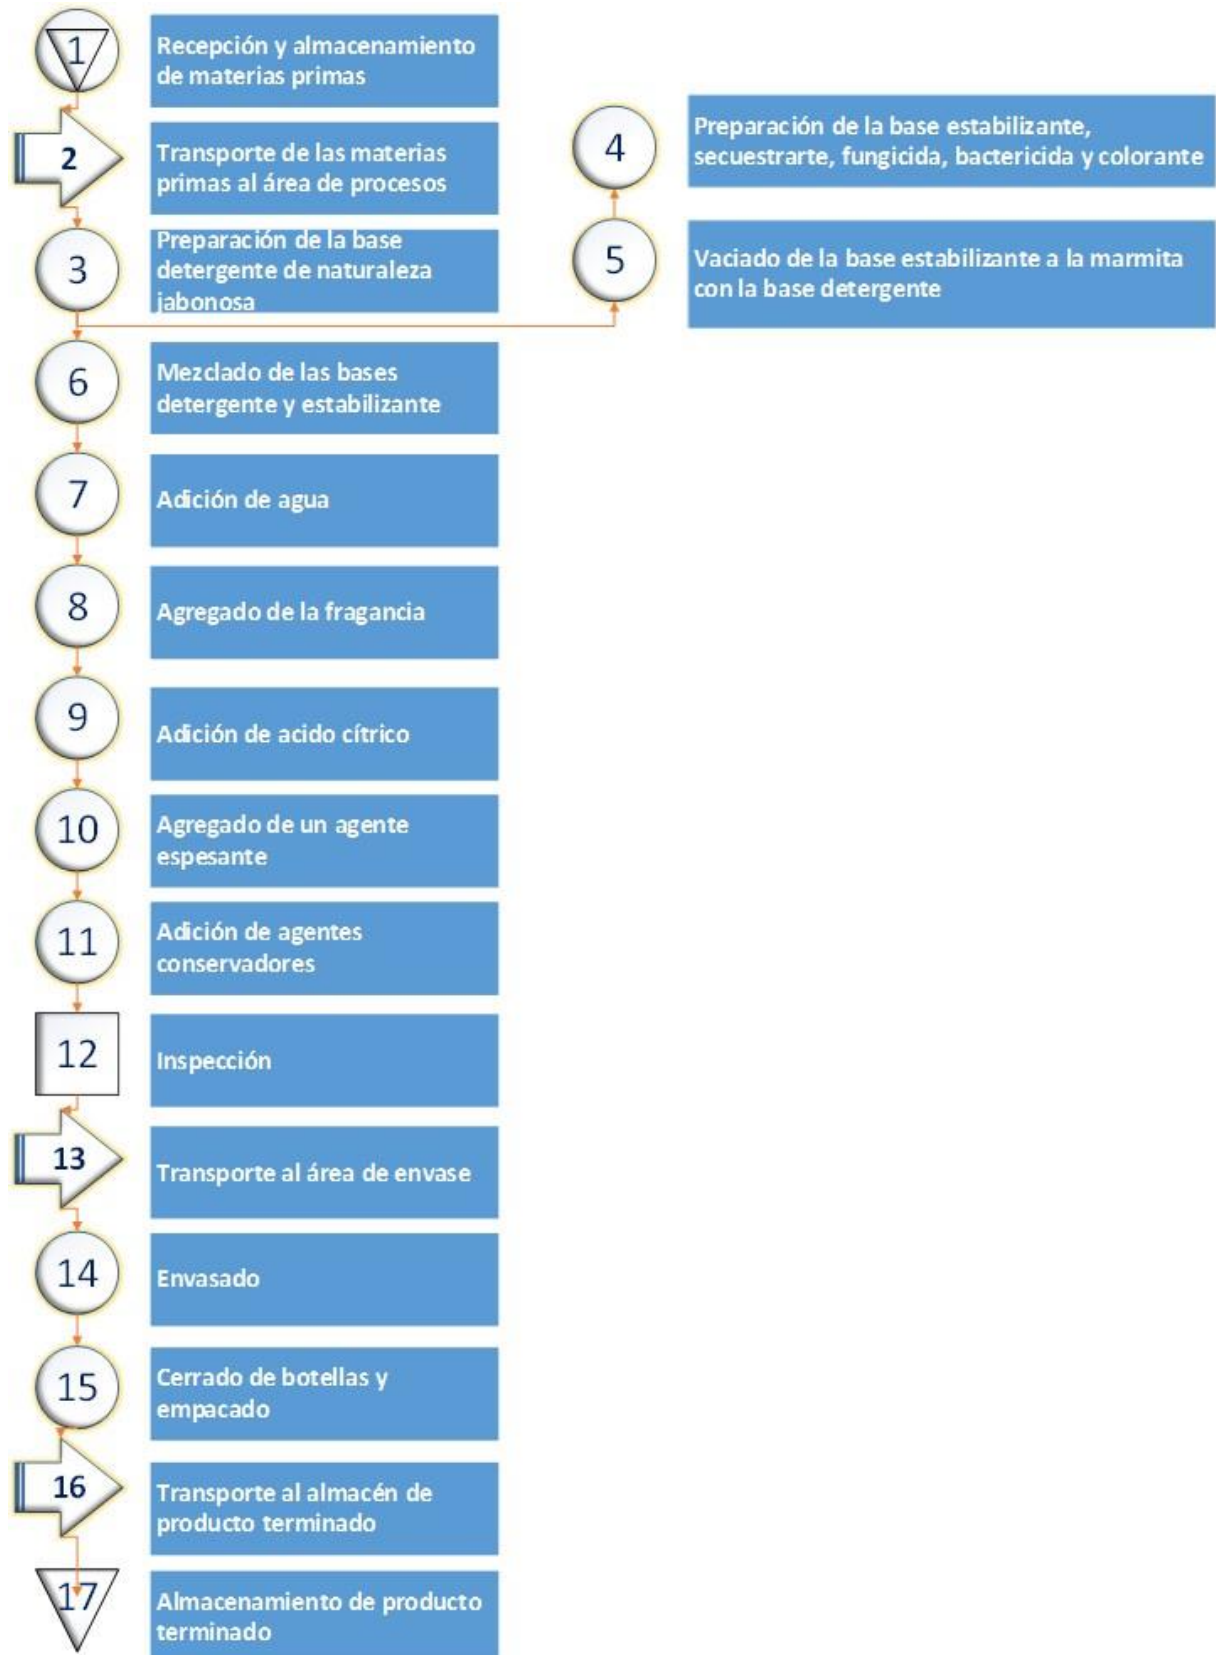 1
Recepción y almacenamiento
de materias primas
2
Transporte de las materias
primas al área de procesos
3
Preparación de la base
detergente de naturaleza
jabonosa
4
Preparación de la base estabilizante,
secuestrarte, fungicida, bactericida y colorante
5
Vaciado de la base estabilizante a la marmita
con la base detergente
6
Mezclado de las bases
detergente y estabilizante
7
Adición de agua
8
Agregado de la fragancia
9
Adición de acido cítrico
10
Agregado de un agente
espesante
11
Adición de agentes
conservadores
12
Inspección
13
Transporte al área de envase
14
Envasado
15
Cerrado de botellas y
empacado
16
Transporte al almacén de
producto terminado
17
Almacenamiento de producto
terminado